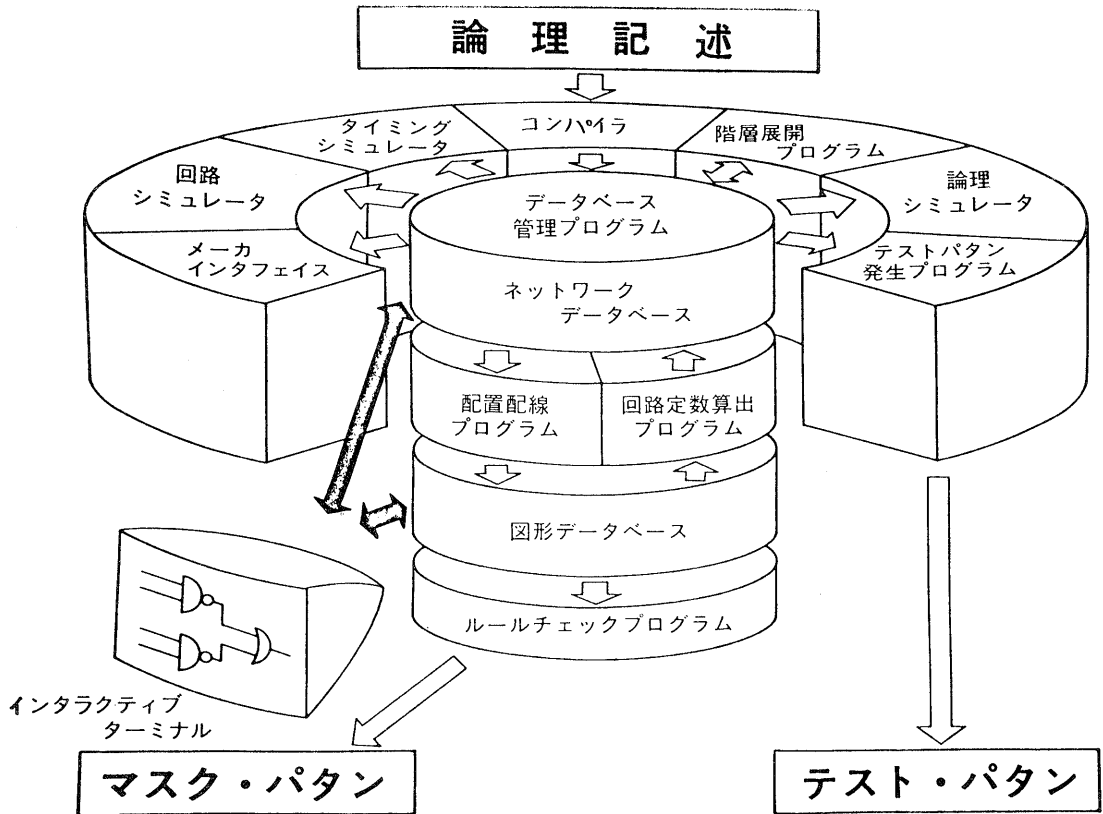 論理記述
コンパイラ
タイミング
シミュレータ
階層展開
プログラム
回路
シミュレータ
論理
シミュレータ
メーカ
インタフェイス
テストパタン
発生プログラム
データベース
管理プログラム
ネットワーク
データベース
配置配線
プログラム
回路定数算出
プログラム
図形データベース
ルールチェックプログラム
インタラクティブ
ターミナル
マスク・パタン
テスト・パタン